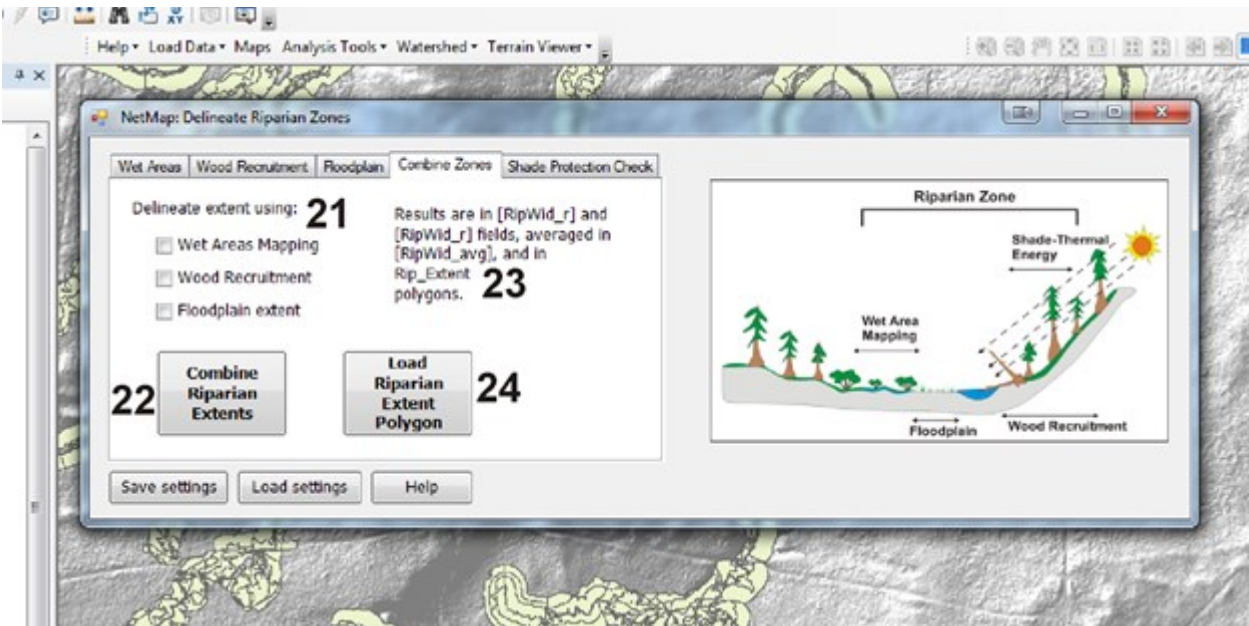 Help Load Data Maps Analysis Tools Watershed Terrain Viewer
NetMap: Delineate Riparian Zones
Wet Areas Wood Recruitment Floodplain Combine Zones Shade Protection Check
Delineate extent using: 21
Wet Areas Mapping
Wood Recruitment
Floodplain extent
Results are in [RipWid_r] and
[RipWid_r] fields, averaged in
[RipWid_avg], and in
Rip_Extent
polygons. 23
22
Combine
Riparian
Extents
Load
Riparian
Extent
Polygon
24
Save settings Load settings Help
Riparian Zone
Shade-Thermal
Energy
Wet Area
Mapping
Floodplain
Wood Recruitment